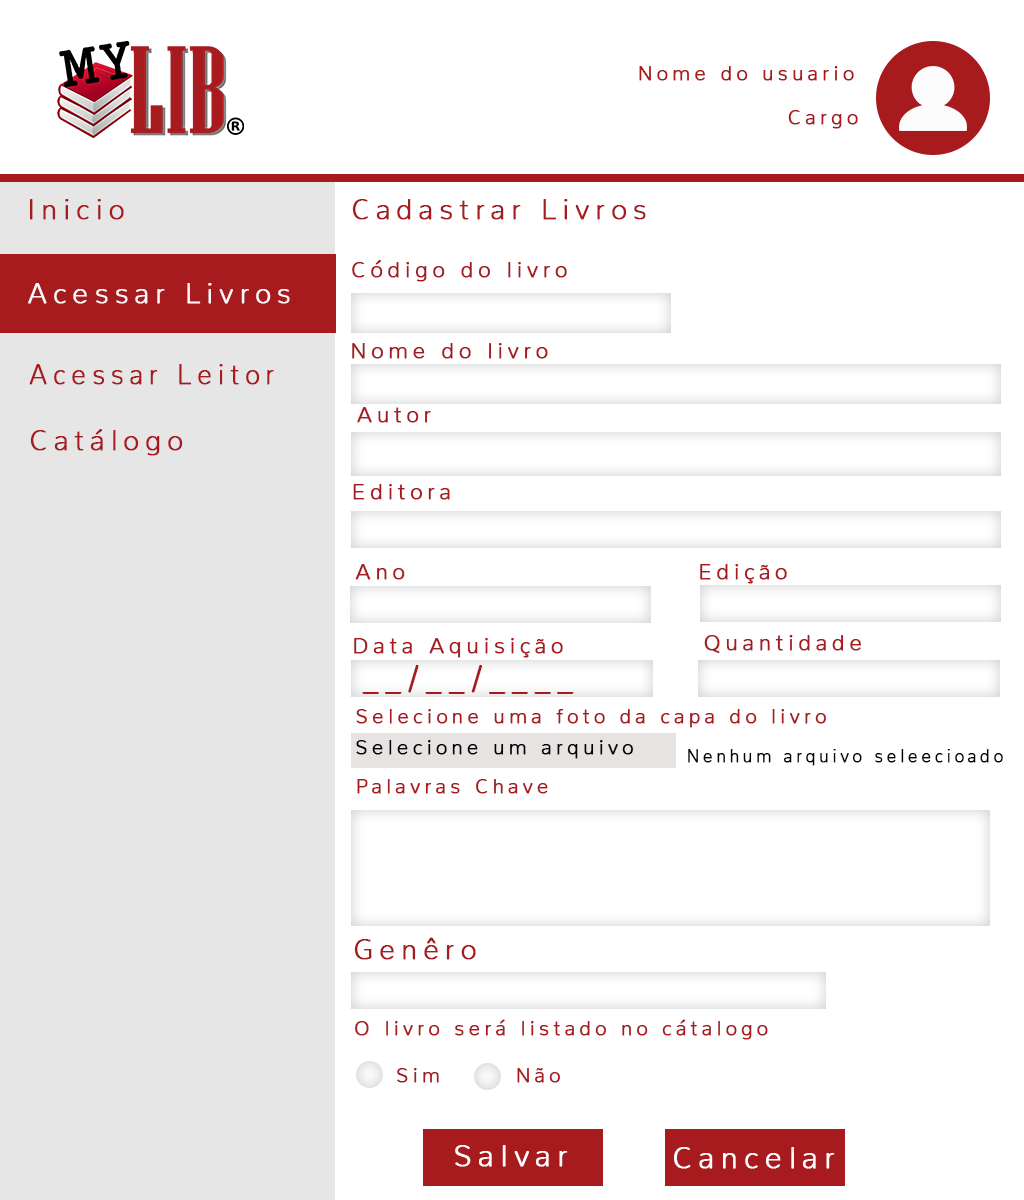 MY LIB®
Nome do usuario
Cargo
Inicio
Acessar Livros
Acessar Leitor
Catálogo
Cadastrar Livros
Código do livro
Nome do livro
Autor
Editora
Ano
Edição
Data Aquisição
Quantidade
__/__/____
Selecione uma foto da capa do livro
Selecione um arquivo
Nenhum arquivo seleecioado
Palavras Chave
Genêro
O livro será listado no cátalogo
Sim
Não
Salvar
Cancelar